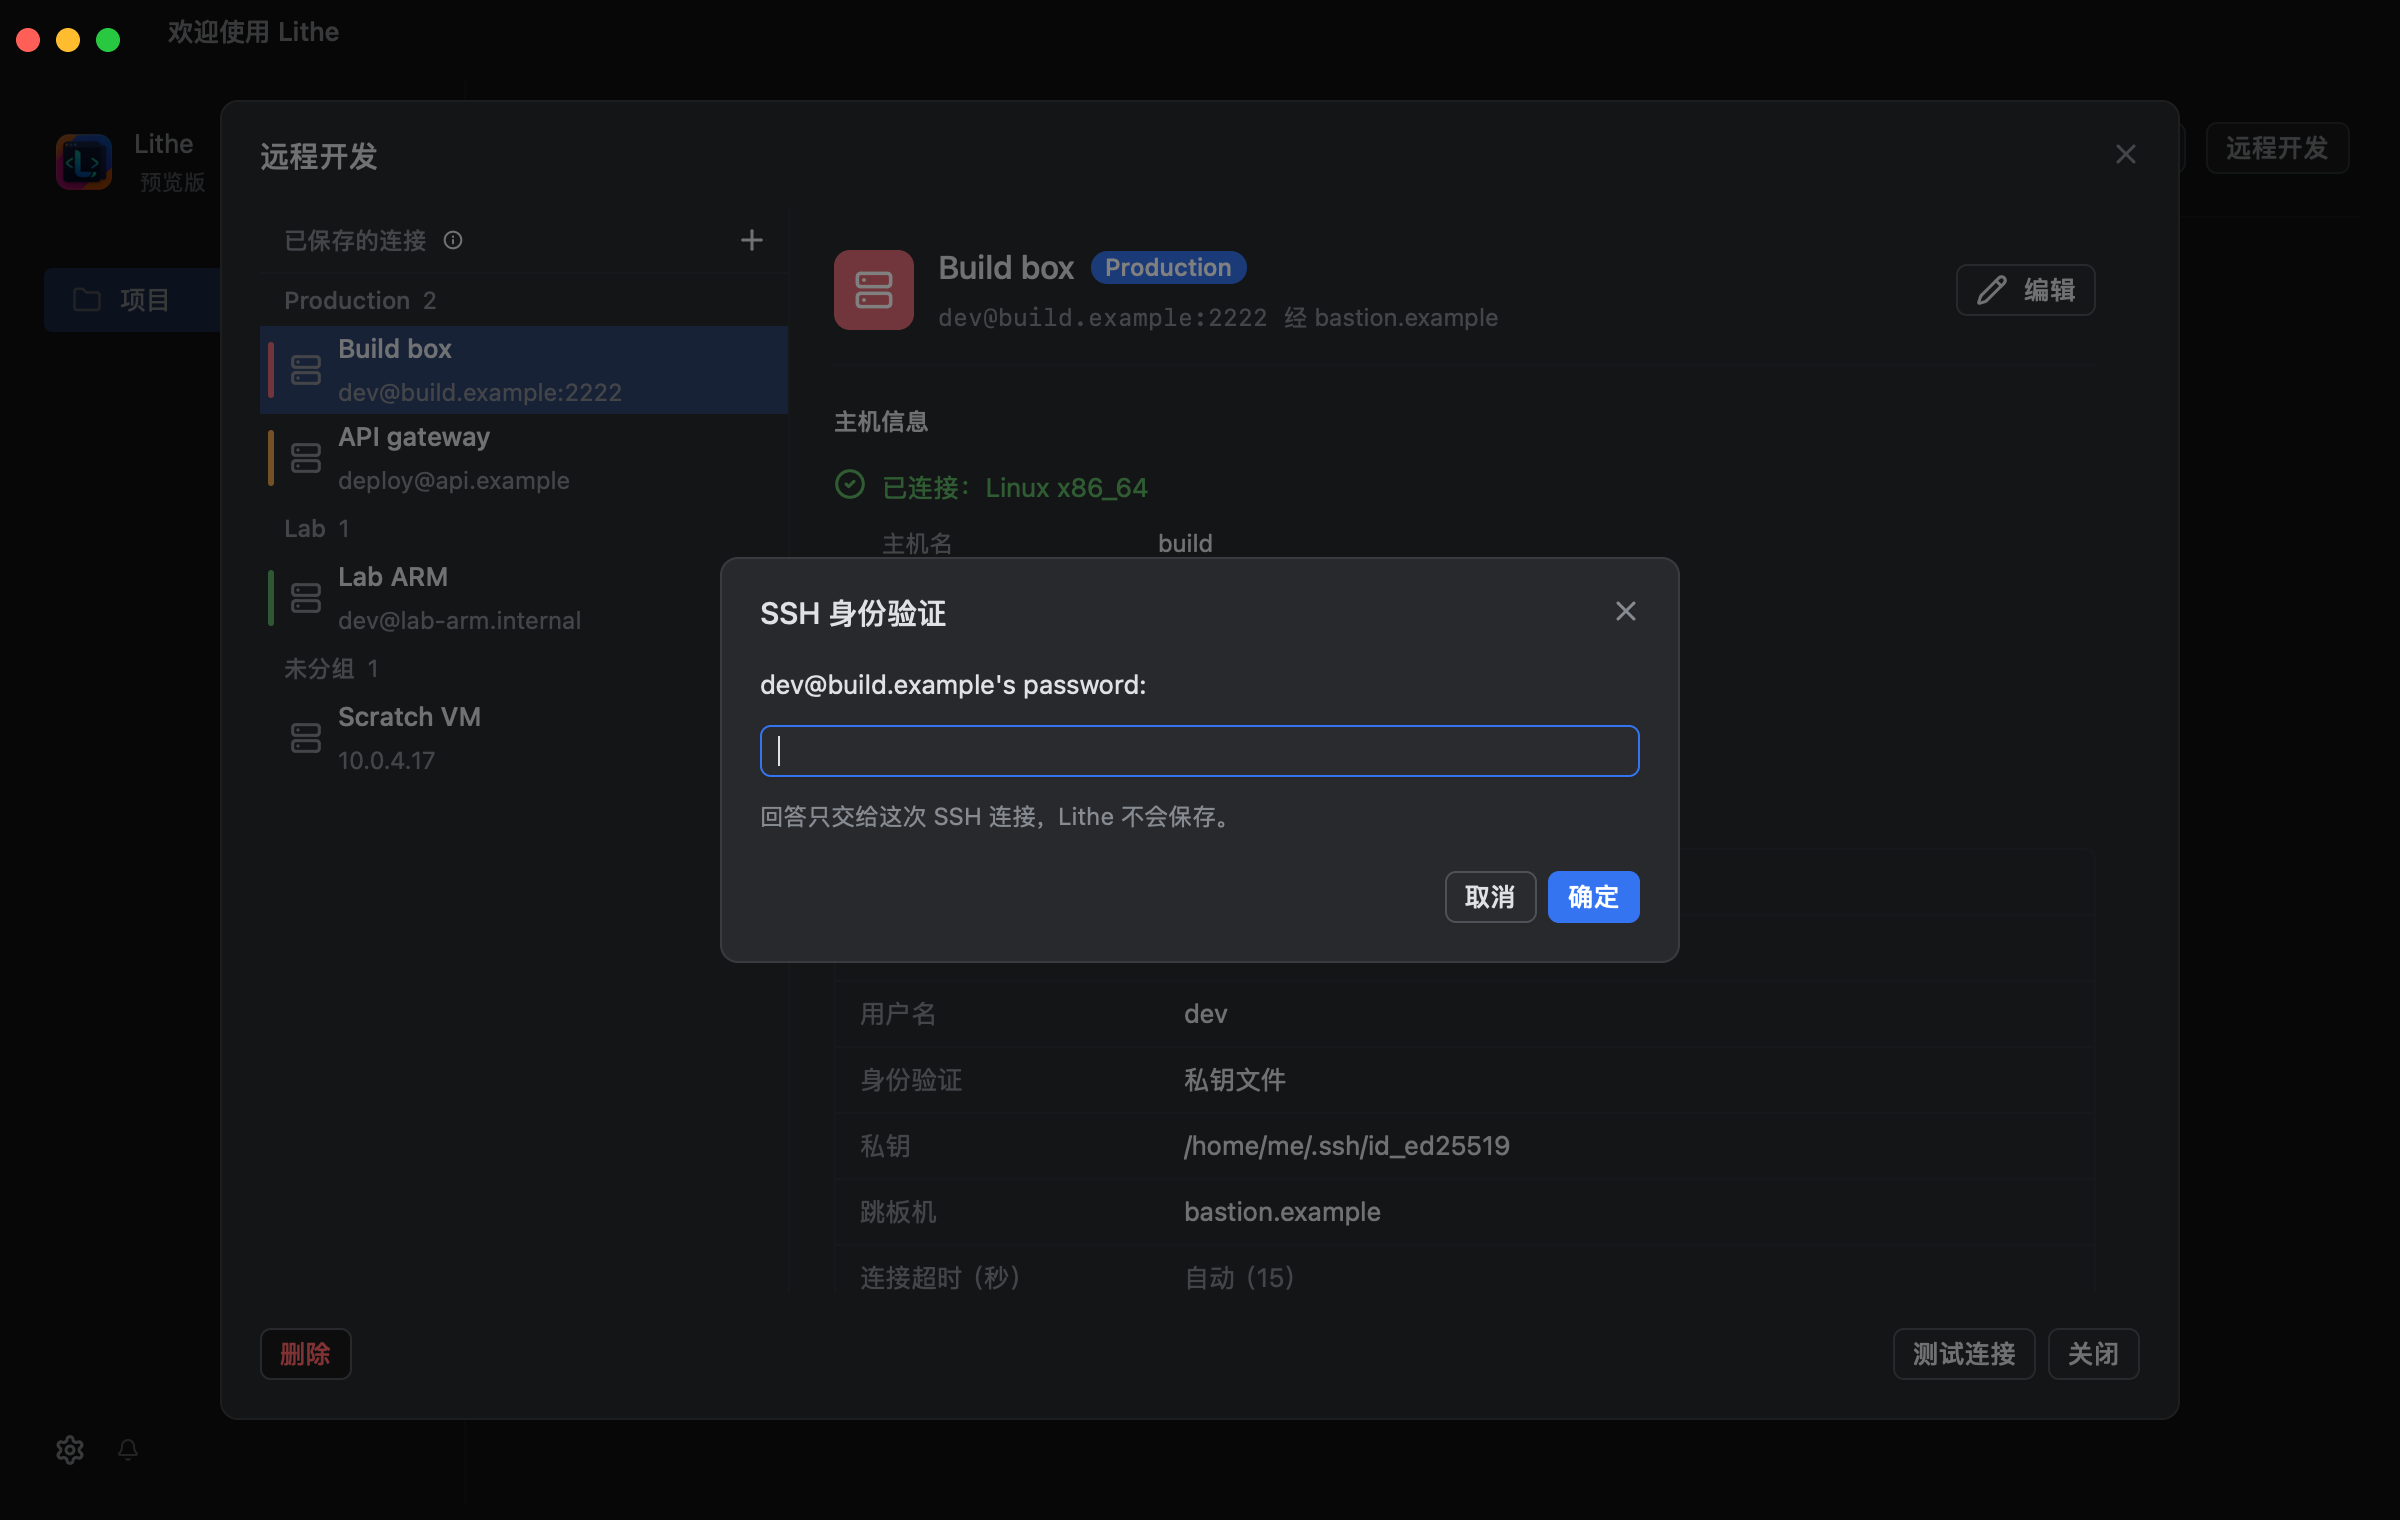 欢迎使用 Lithe
Lithe
预览版
远程开发
项目
远程开发
已保存的连接
Production 2
Build box
dev@build.example:2222
API gateway
deploy@api.example
Lab 1
Lab ARM
dev@lab-arm.internal
未分组 1
Scratch VM
10.0.4.17
Build box Production
dev@build.example:2222 经 bastion.example
编辑
主机信息
已连接：Linux x86_64
主机名 build
SSH 身份验证
dev@build.example's password:
回答只交给这次 SSH 连接，Lithe 不会保存。
取消 确定
用户名 dev
身份验证 私钥文件
私钥 /home/me/.ssh/id_ed25519
跳板机 bastion.example
连接超时（秒） 自动（15）
删除 测试连接 关闭